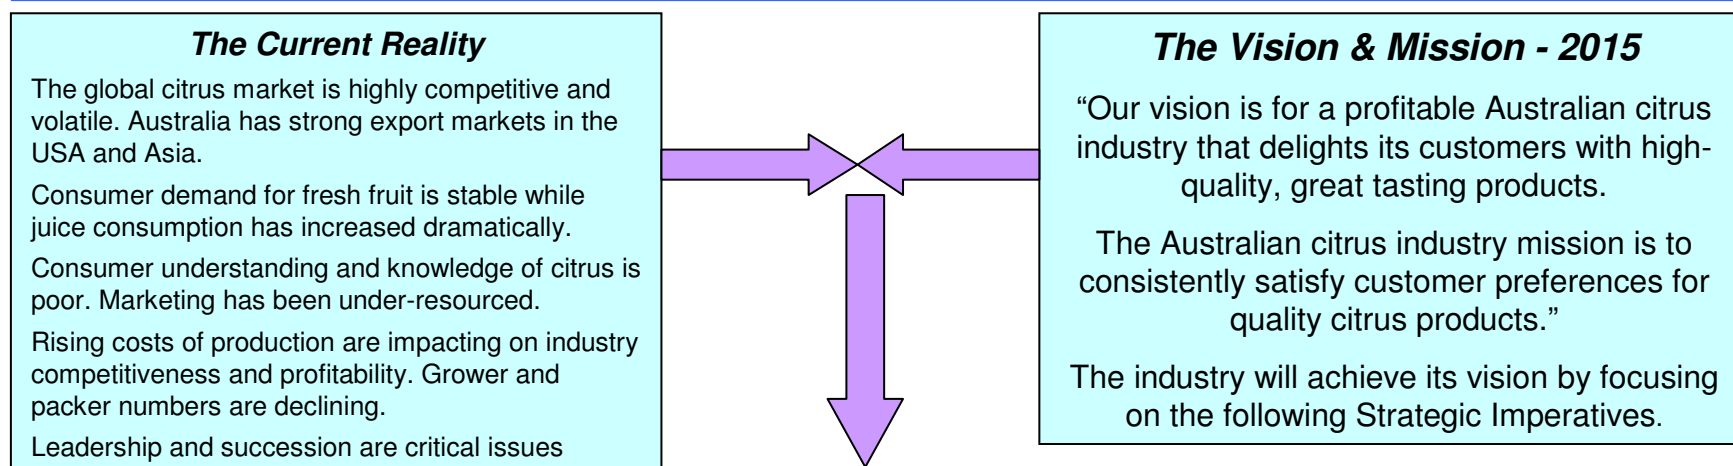 The Current Reality
The global citrus market is highly competitive and
volatile. Australia has strong export markets in the
USA and Asia.
Consumer demand for fresh fruit is stable while
juice consumption has increased dramatically.
Consumer understanding and knowledge of citrus is
poor. Marketing has been under-resourced.
Rising costs of production are impacting on industry
competitiveness and profitability. Grower and
packer numbers are declining.
Leadership and succession are critical issues
The Vision & Mission - 2015
“Our vision is for a profitable Australian citrus
industry that delights its customers with high-
quality, great tasting products.
The Australian citrus industry mission is to
consistently satisfy customer preferences for
quality citrus products.”
The industry will achieve its vision by focusing
on the following Strategic Imperatives.